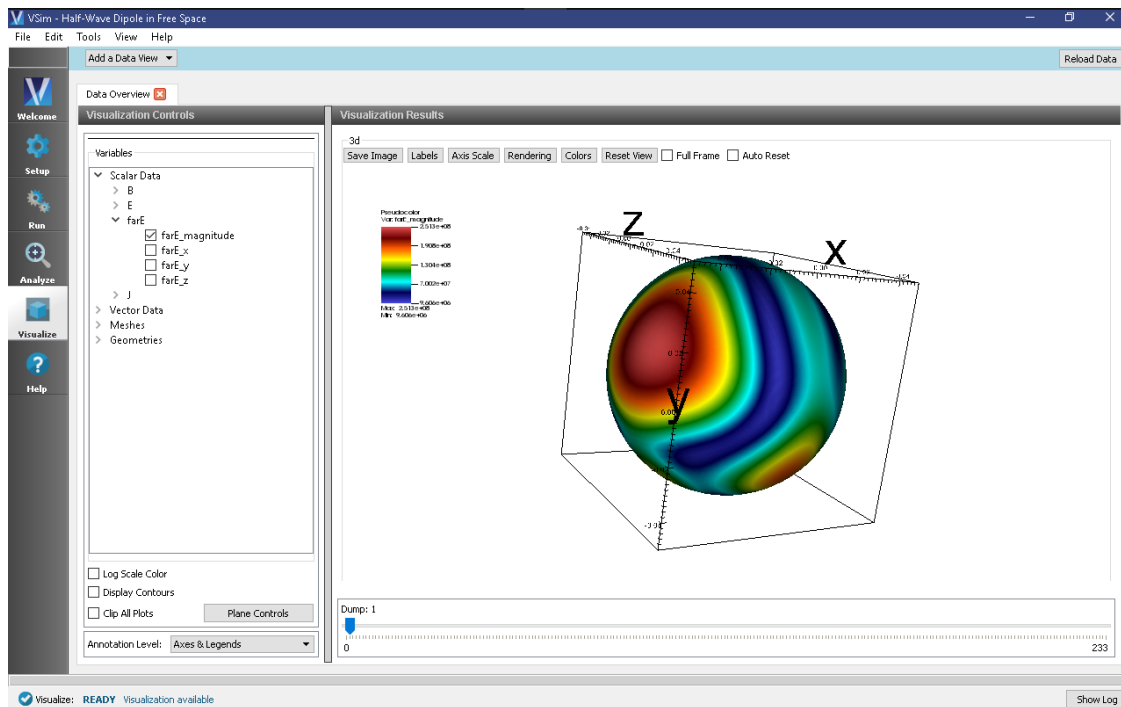 VSim - Half-Wave Dipole in Free Space
File Edit Tools View Help
Add a Data View
Reload Data
Welcome
Setup
Run
Analyze
Visualize
Help
Data Overview
Visualization Controls
Variables
Scalar Data
B
E
farE
farE_magnitude
farE_x
farE_y
farE_z
J
Vector Data
Meshes
Geometries
Log Scale Color
Display Contours
Clip All Plots
Plane Controls
Annotation Level: Axes & Legends
Visualization Results
3d
Save Image Labels Axis Scale Rendering Colors Reset View Full Frame Auto Reset
Pseudocolor
Var: farE_magnitude
2.513e+08
1.908e+08
1.304e+08
7.002e+07
9.606e+06
Max: 2.513e+08
Min: 9.606e+06
Z
X
y
Dump: 1
0
233
Visualize: READY Visualization available
Show Log